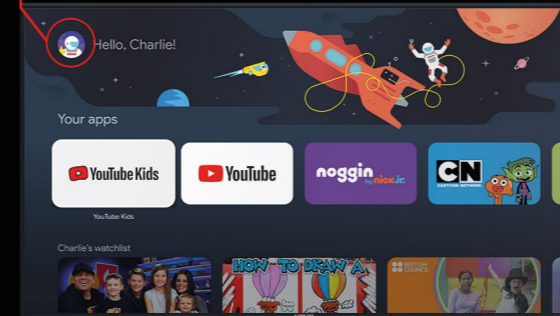 Hello, Charlie!
Your apps
YouTube Kids
YouTube
noggin
by nick jr.
CN
CARTOON NETWORK
YouTube Kids
Charlie's watchlist
HOW TO DRAW A
BRITISH
COUNCIL